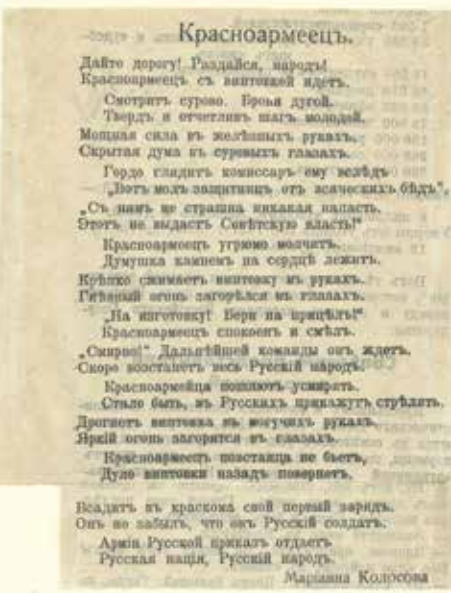 Красноармеецъ.
Дайте дорогу! Раздайся, народъ!
Красноармеецъ съ винтовкой идетъ.
Смотритъ сурово. Брови дугой.
Твердъ и отчетливъ шагъ молодой.
Мощная сила въ желѣзныхъ рукахъ.
Скрытая дума въ суровыхъ глазахъ.
Гордо глядитъ комиссаръ ему вслѣдъ
„Вотъ молъ защитникъ отъ всяческихъ бѣдъ",
„Съ нимъ не страшна никакая напасть.
Этотъ не выдастъ Совѣтскую власть!"
Красноармеецъ угрюмо молчитъ.
Думушка камнемъ на сердцѣ лежитъ.
Крѣпко сжимаетъ винтовку въ рукахъ.
Гнѣвный огонь загорѣлся въ глазахъ.
„На изготовку! Бери на прицѣлъ!"
Красноармеецъ спокоенъ и смѣлъ.
„Смирно!" Дальнѣйшей команды онъ ждетъ.
Скоро возстанетъ весь Русскій народъ.
Красноармейца пошлютъ усмирять.
Стало быть, въ Русскихъ прикажутъ стрѣлять.
Дрогнетъ винтовка въ могучихъ рукахъ.
Яркій огонь загорится въ глазахъ.
Красноармеецъ повстанца не бьетъ,
Дуло винтовки назадъ повернетъ.
Всадитъ въ краскома свой первый зарядъ.
Онъ не забылъ, что онъ Русскій солдатъ.
Арміи Русской приказъ отдаетъ
Русская нація, Русскій народъ.
Маріанна Колосова